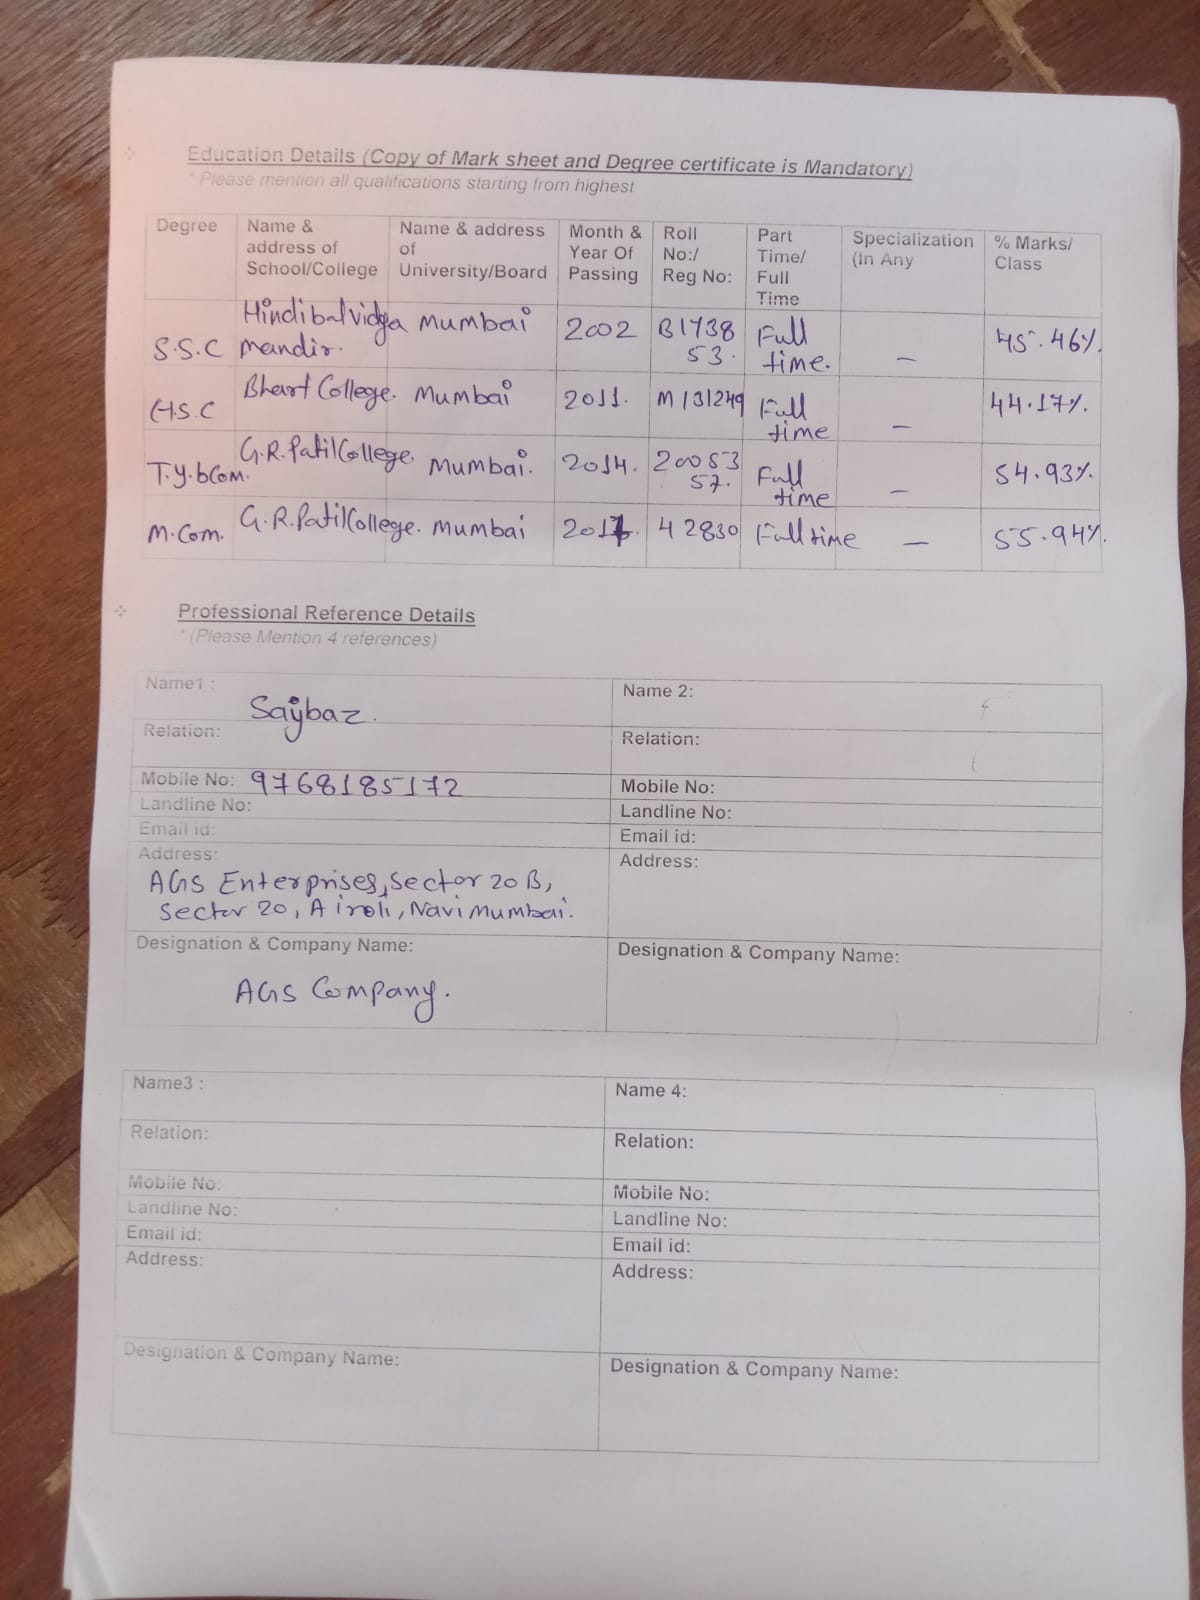 Education Details (Copy of Mark sheet and Degree certificate is Mandatory)
* Please mention all qualifications starting from highest
Degree
Name & address of School/College
Name & address of University/Board
Month & Year Of Passing
Roll No:/ Reg No:
Part Time/ Full Time
Specialization (In Any
% Marks/ Class
S.S.C Hindibalvidya mandir. Mumbai 2002 B1738 53. Full time. – 45.46%.
H.S.C Bhart College. Mumbai 2011. M131249 Full time – 44.17%.
T.Y.bCom. G.R.Patil College. Mumbai. 2014. 20053 57. Full time – 54.93%.
M.Com. G.R.Patil College. Mumbai 42830 Full time – 55.94%.
Professional Reference Details
* (Please Mention 4 references)
Name1 :
Name 2:
Relation:
Relation:
Mobile No: 9768185172
Mobile No:
Landline No:
Landline No:
Email id:
Email id:
Address:
Address:
AGS Enterprises, Sector 20 B,
Sector 20, Airoli, Navi Mumbai.
Designation & Company Name:
Designation & Company Name:
AGS Company.
Name3 :
Name 4:
Relation:
Relation:
Mobile No:
Mobile No:
Landline No:
Landline No:
Email id:
Email id:
Address:
Address:
Designation & Company Name:
Designation & Company Name: